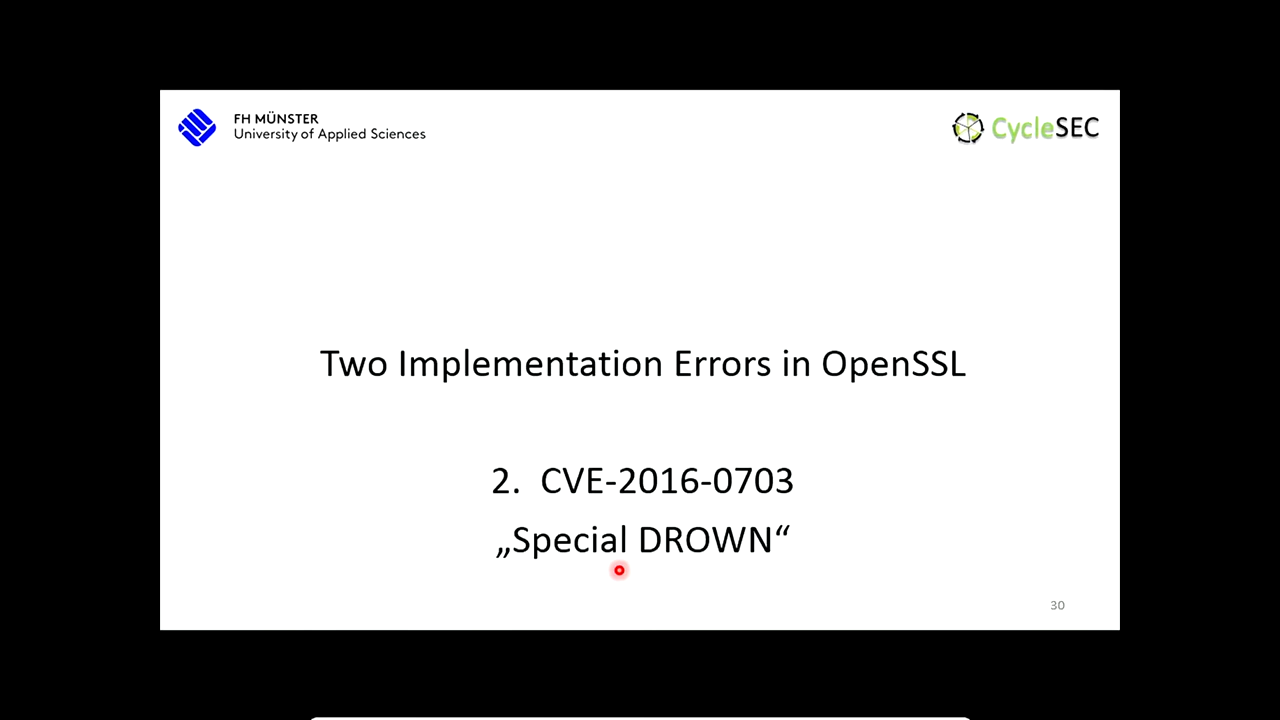 FH MÜNSTER
University of Applied Sciences
CycleSEC
Two Implementation Errors in OpenSSL
2. CVE-2016-0703
„Special DROWN“
30